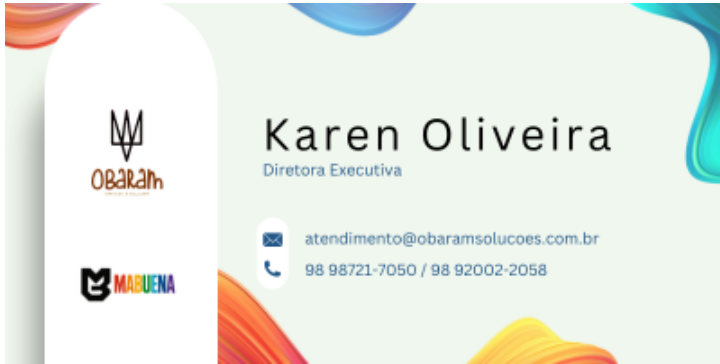 OBARAM
MABUENA
Karen Oliveira
Diretora Executiva
atendimento@obaramsolucoes.com.br
98 98721-7050 / 98 92002-2058